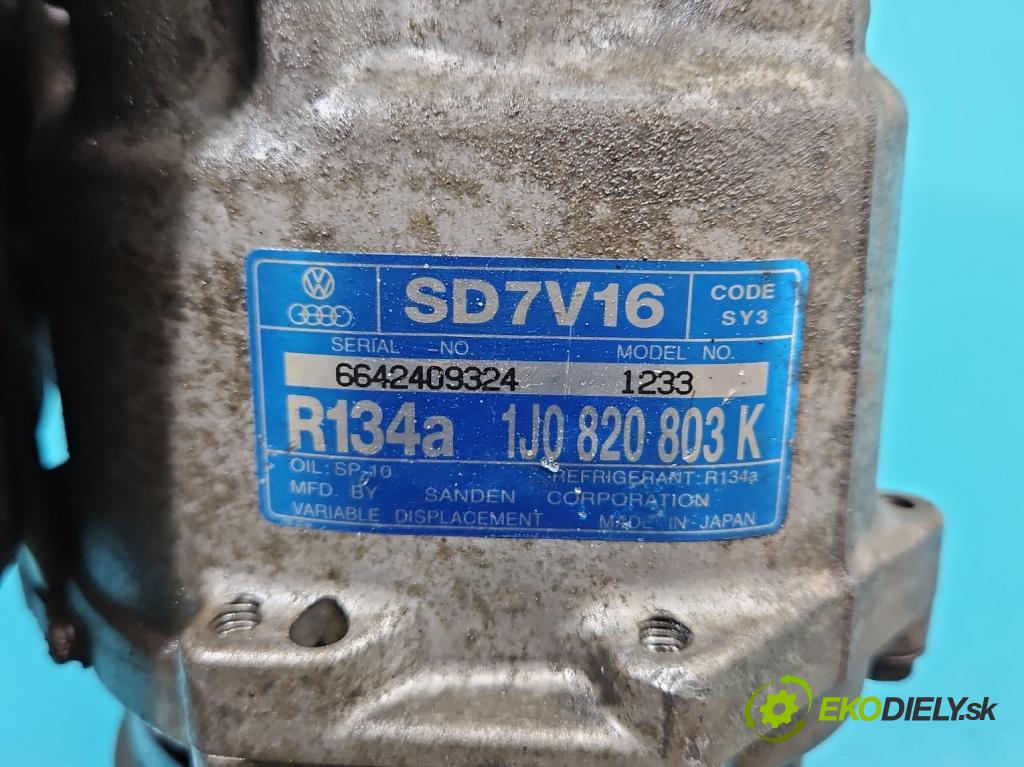 SD7V16
CODE
SY3
SERIAL NO. MODEL NO.
6642409324 1233
R134a 1J0 820 803 K
OIL: SP-10 REFRIGERANT: R134a
MFD. BY SANDEN CORPORATION
VARIABLE DISPLACEMENT MADE IN JAPAN
EKODIELY.sk